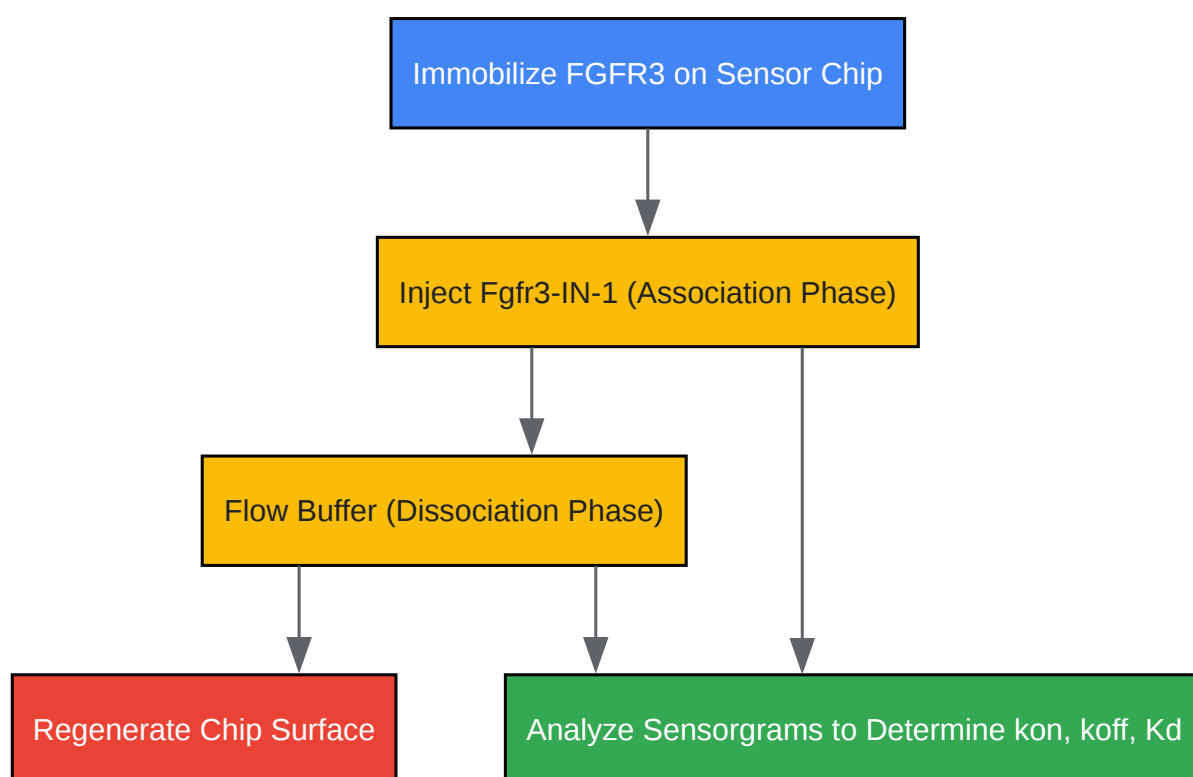 Immobilize FGFR3 on Sensor Chip
Inject Fgfr3-IN-1 (Association Phase)
Flow Buffer (Dissociation Phase)
Regenerate Chip Surface
Analyze Sensorgrams to Determine kon, koff, Kd